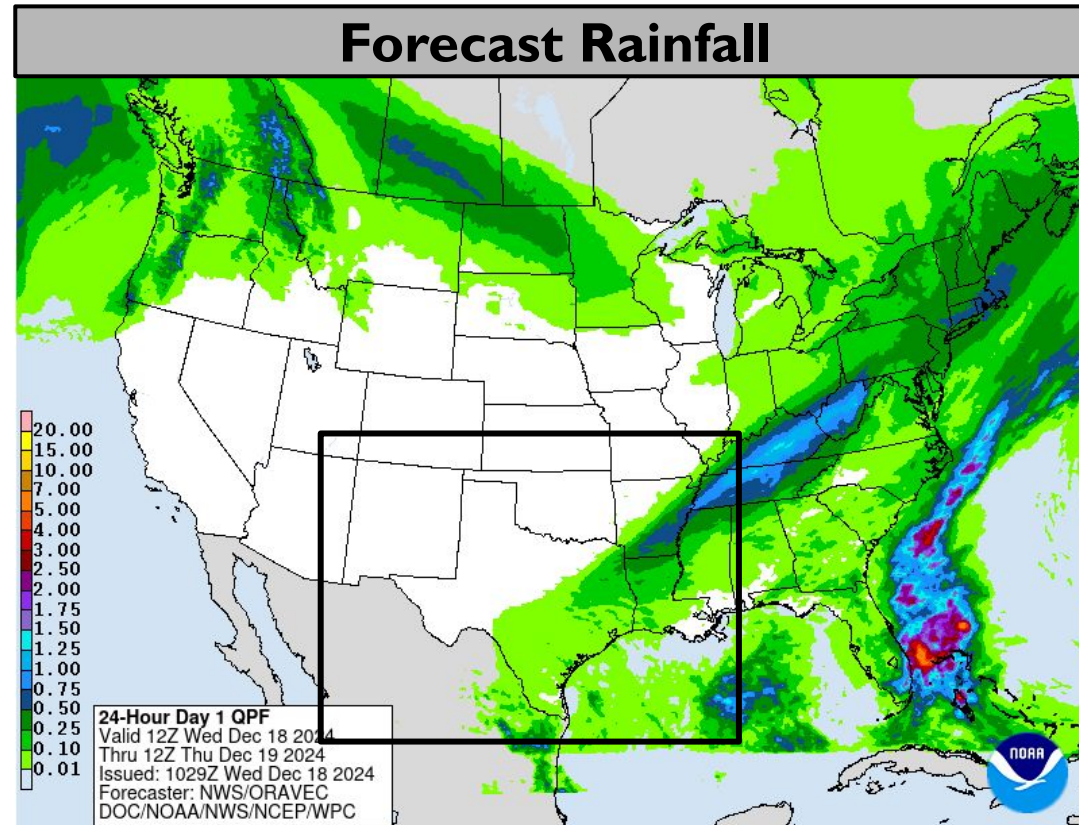 Forecast Rainfall
20.00
15.00
10.00
7.00
5.00
4.00
3.00
2.50
2.00
1.75
1.50
1.25
1.00
0.75
0.50
0.25
0.10
0.01
24-Hour Day 1 QPF
Valid 12Z Wed Dec 18 2024
Thru 12Z Thu Dec 19 2024
Issued: 1029Z Wed Dec 18 2024
Forecaster: NWS/ORAVEC
DOC/NOAA/NWS/NCEP/WPC
NOAA